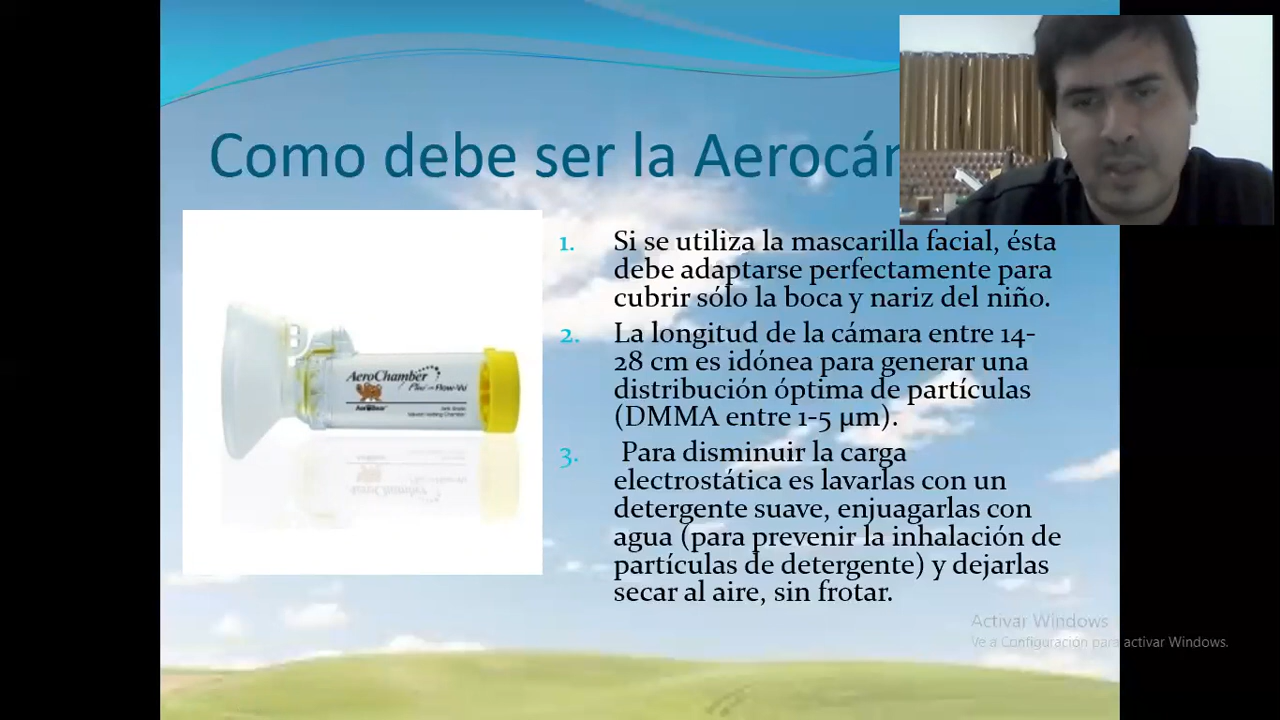 Como debe ser la Aerocár
1. Si se utiliza la mascarilla facial, ésta
debe adaptarse perfectamente para
cubrir sólo la boca y nariz del niño.
2. La longitud de la cámara entre 14-
28 cm es idónea para generar una
distribución óptima de partículas
(DMMA entre 1-5 µm).
3. Para disminuir la carga
electrostática es lavarlas con un
detergente suave, enjuagarlas con
agua (para prevenir la inhalación de
partículas de detergente) y dejarlas
secar al aire, sin frotar.
AeroChamber
Plus Flow-Vu
Activar Windows
Ve a Configuración para activar Windows.